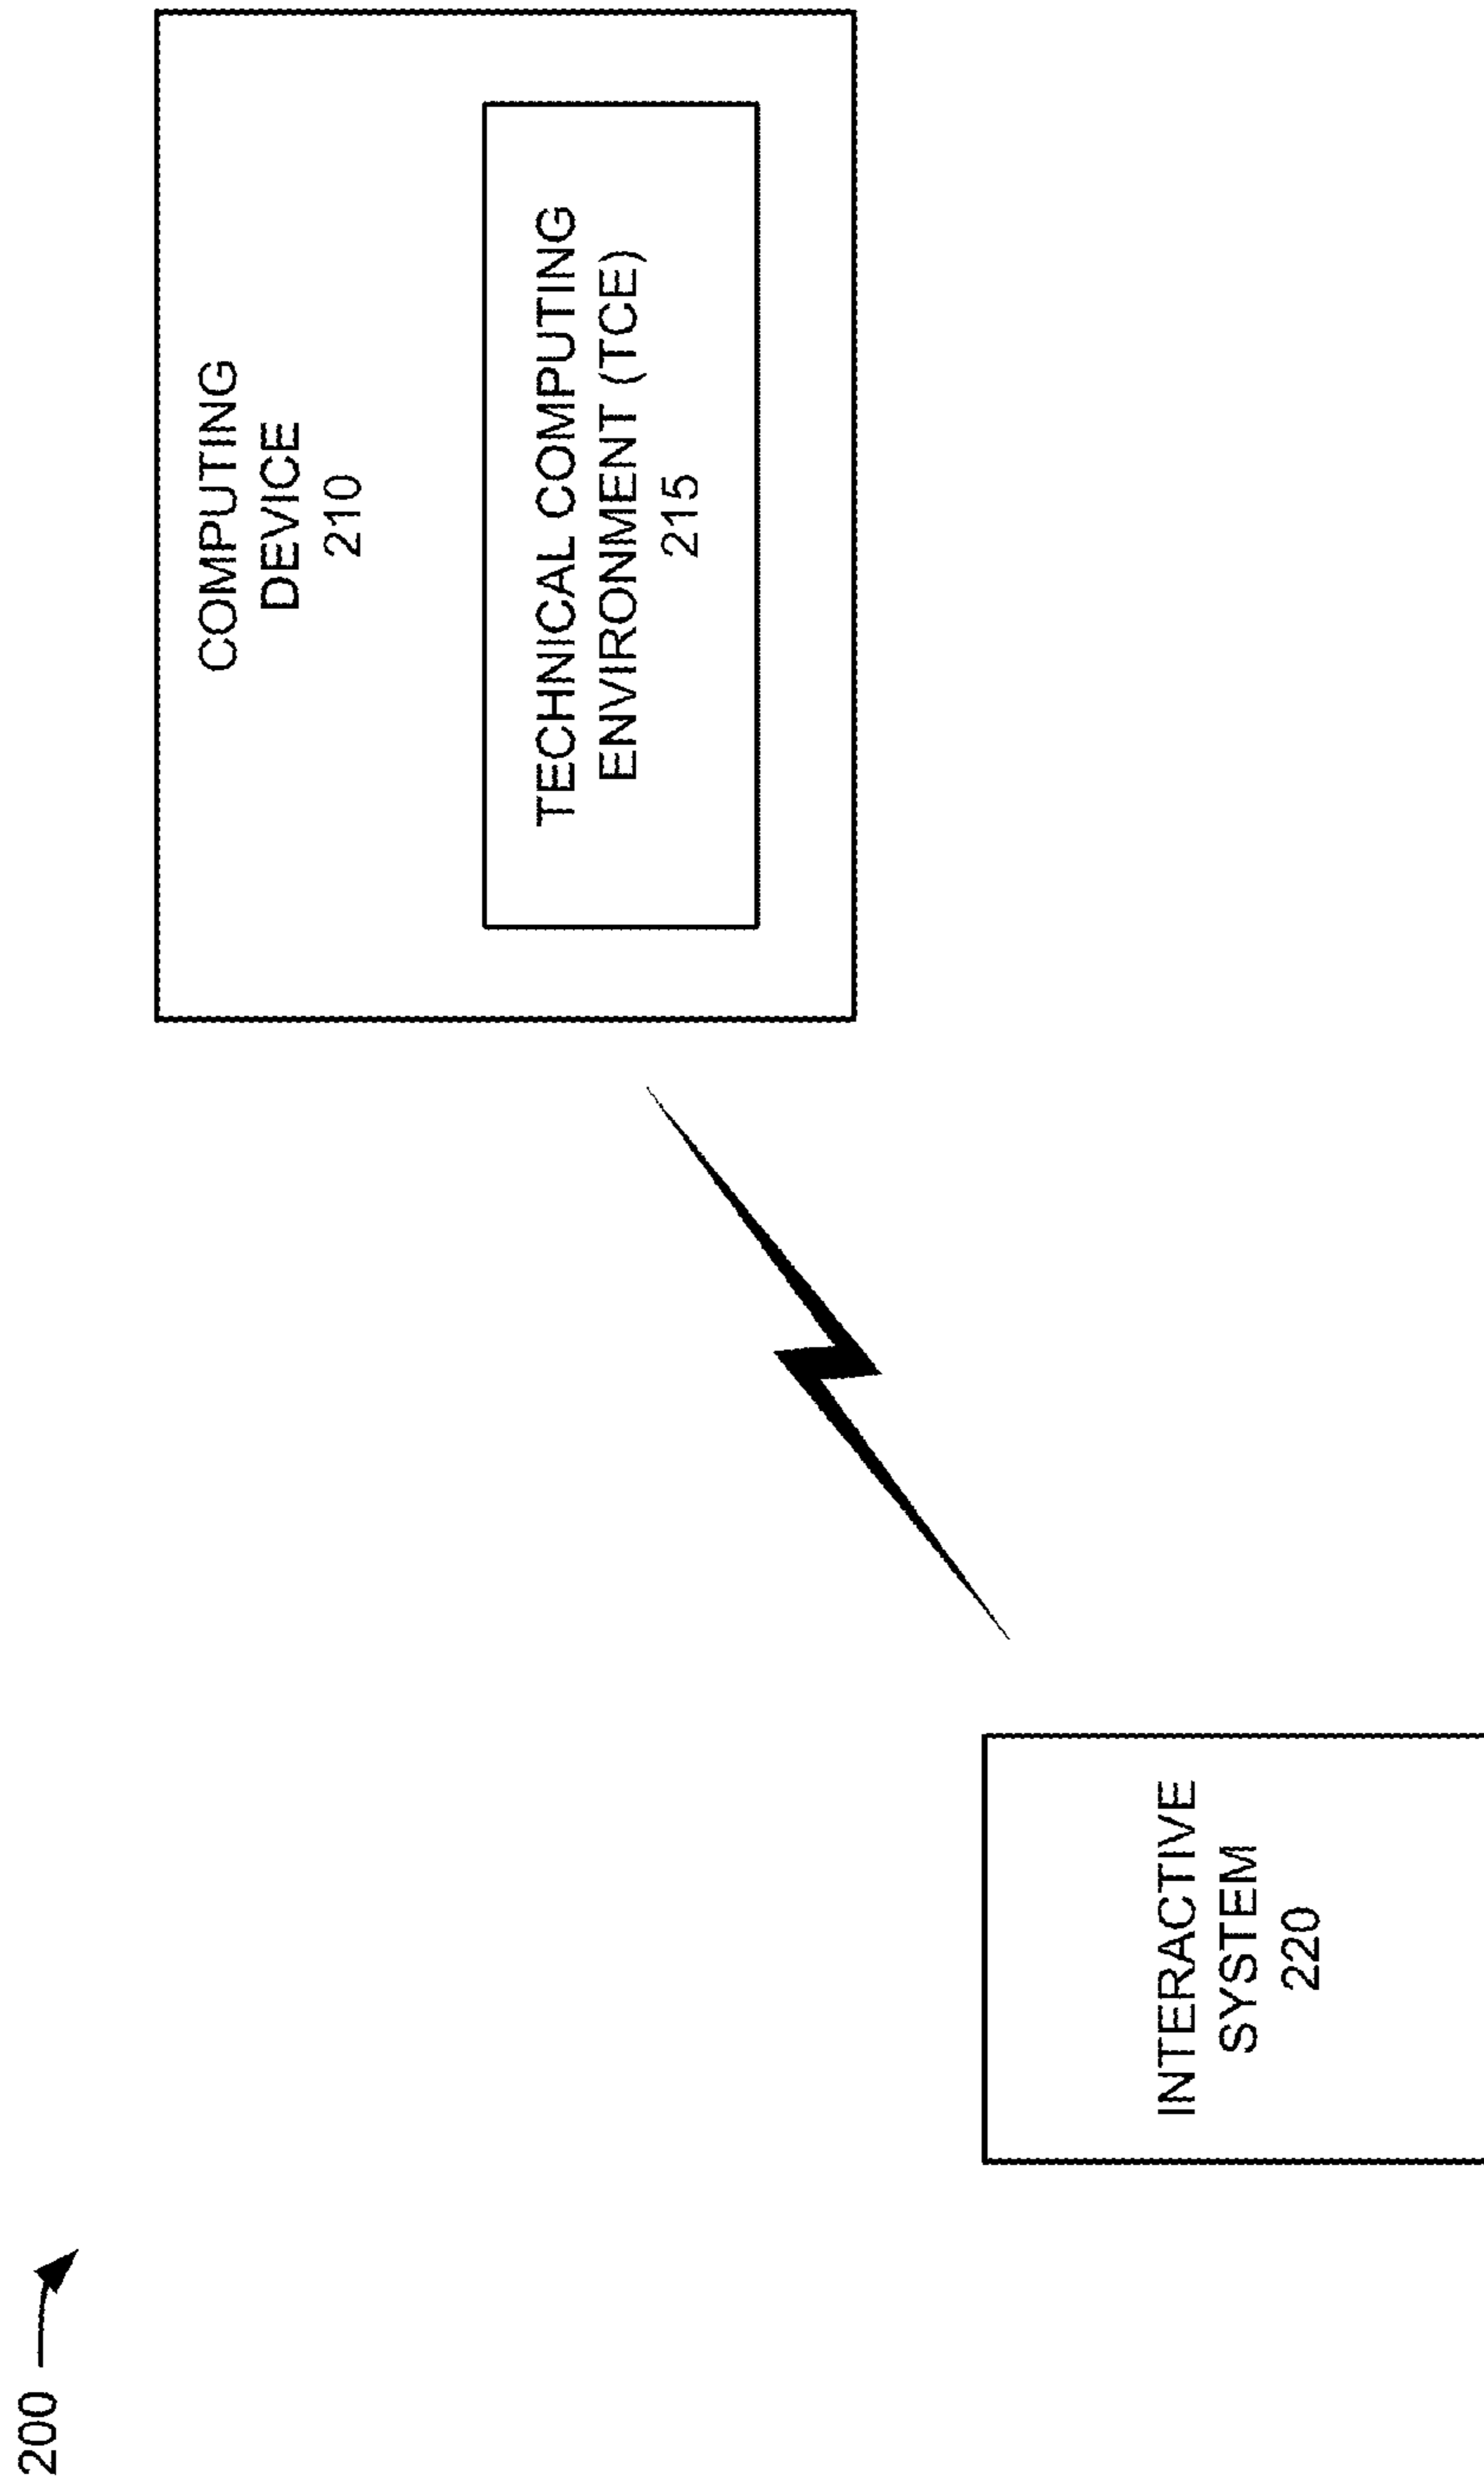 200
COMPUTING
DEVICE
210
TECHNICAL COMPUTING
ENVIRONMENT (TCE)
215
INTERACTIVE
SYSTEM
220